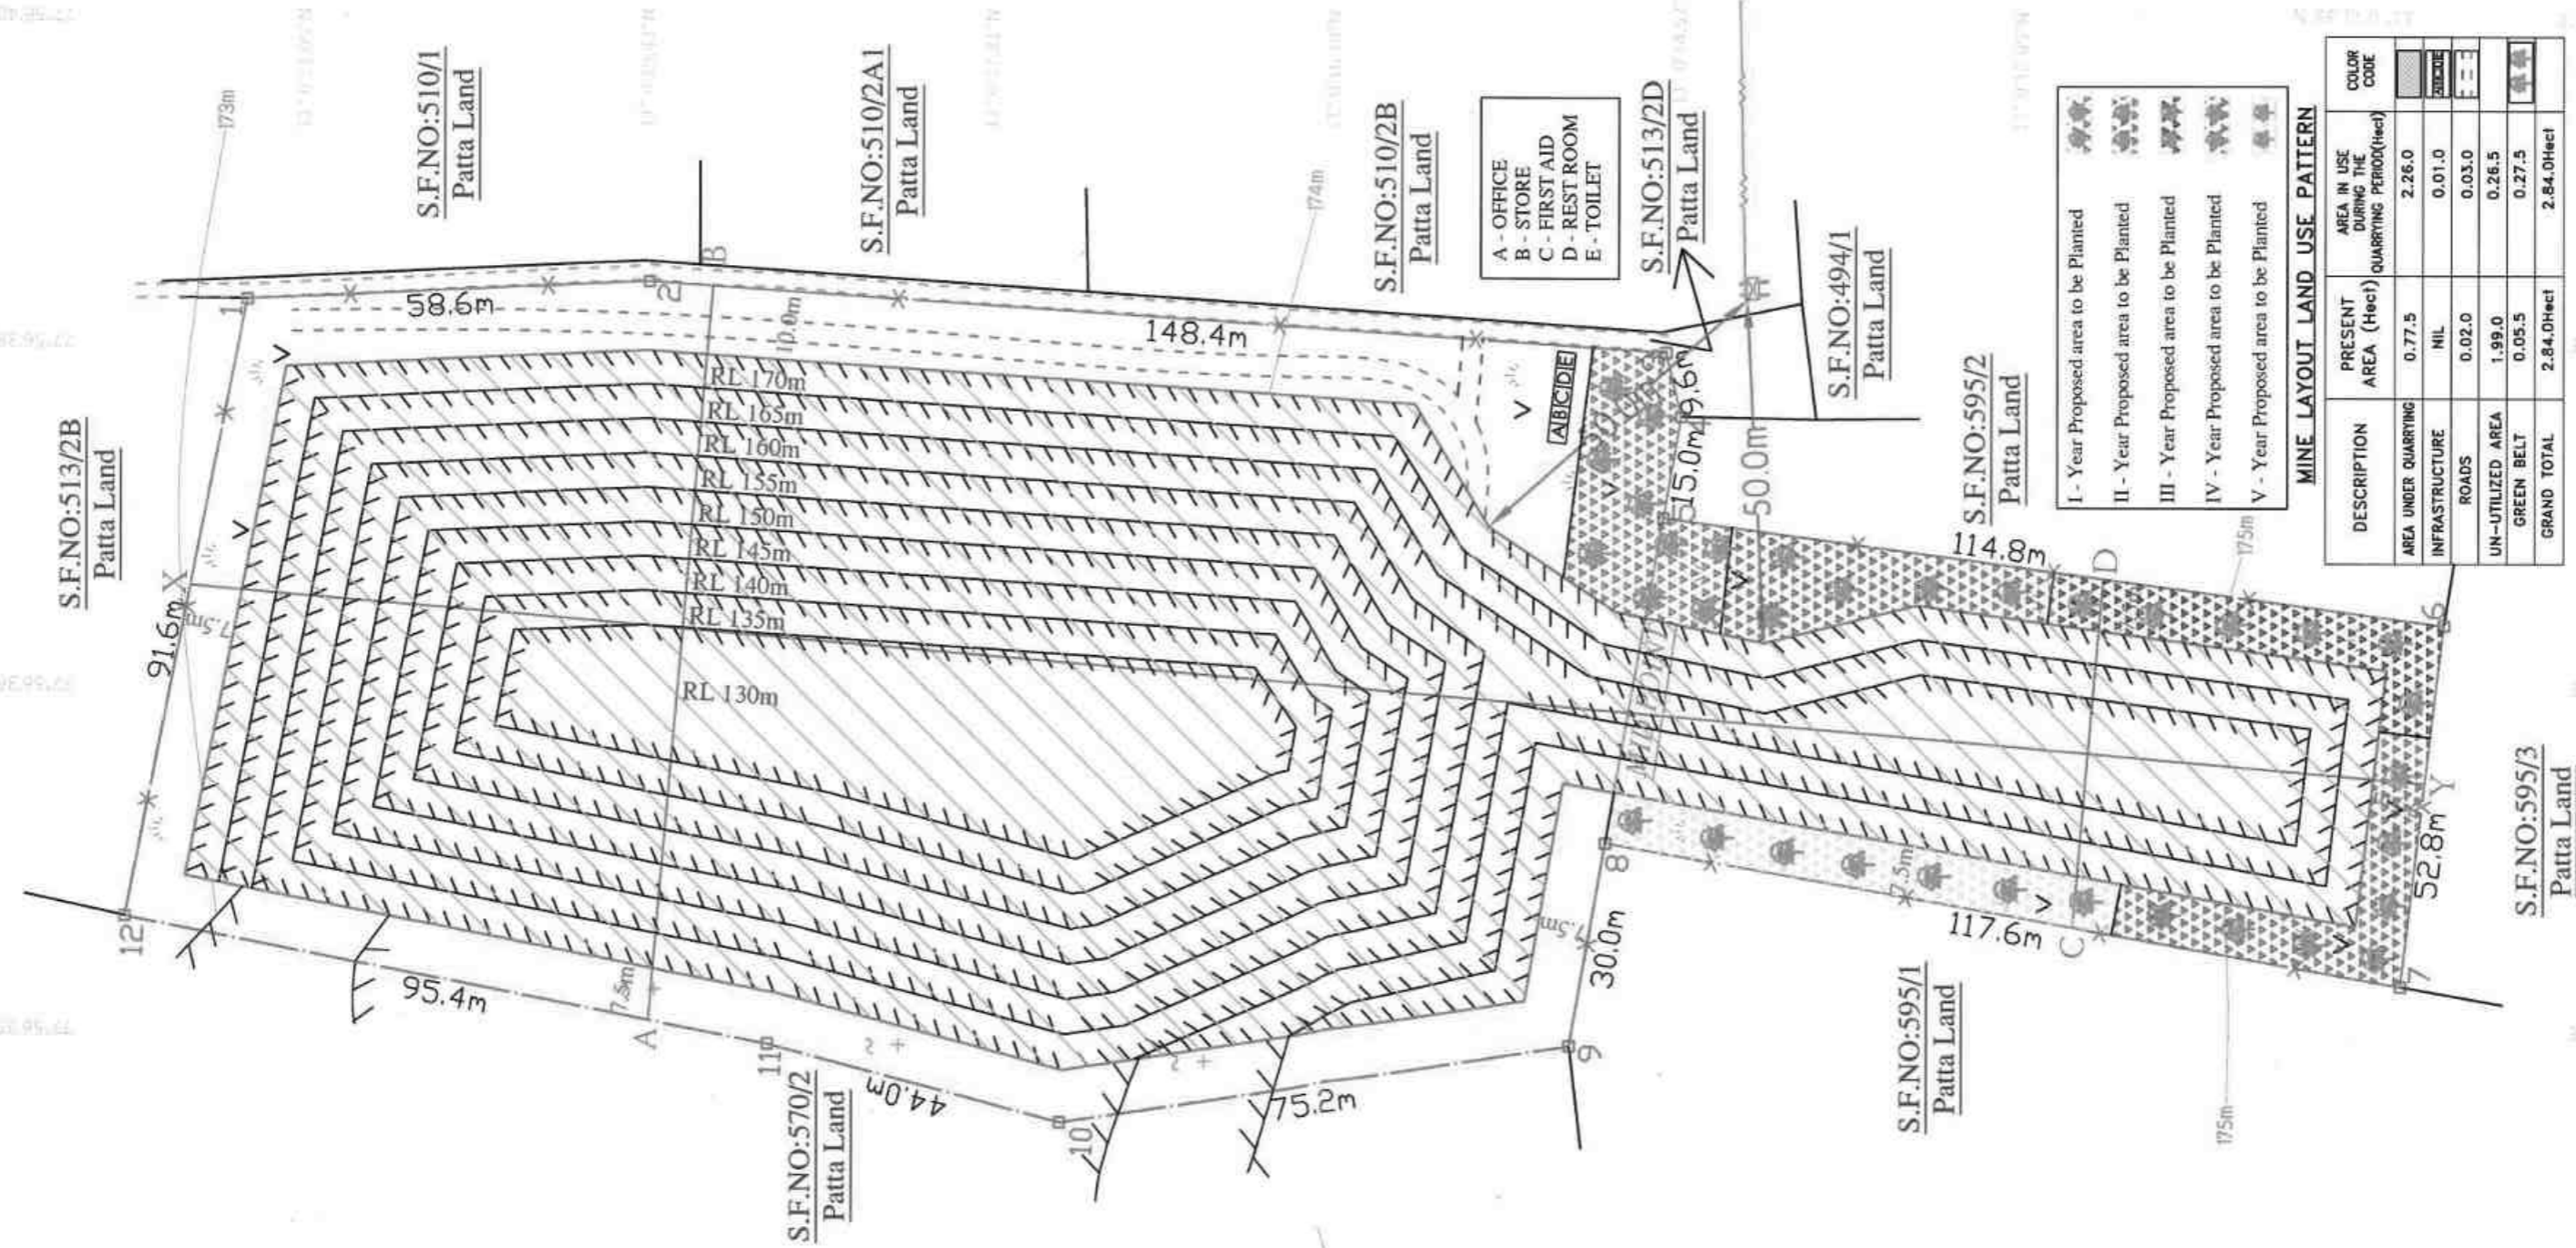 S.F.NO:513/2B
Patta Land
S.F.NO:510/1
Patta Land
S.F.NO:510/2A1
Patta Land
S.F.NO:510/2B
Patta Land
S.F.NO:513/2D
Patta Land
S.F.NO:494/1
Patta Land
S.F.NO:595/2
Patta Land
S.F.NO:595/3
Patta Land
S.F.NO:595/1
Patta Land
S.F.NO:570/2
Patta Land
173m
174m
175m
175m
1
2
5
6
7
8
9
10
11
12
A
B
C
D
X
Y
91.6m
58.6m
148.4m
49.6m
15.0m
50.0m
114.8m
52.8m
117.6m
30.0m
75.2m
44.0m
95.4m
7.5m
7.5m
7.5m
7.5m
10.0m
RL 170m
RL 165m
RL 160m
RL 155m
RL 150m
RL 145m
RL 140m
RL 135m
RL 130m
A B C D E
A - OFFICE
B - STORE
C - FIRST AID
D - REST ROOM
E - TOILET
I - Year Proposed area to be Planted
II - Year Proposed area to be Planted
III - Year Proposed area to be Planted
IV - Year Proposed area to be Planted
V - Year Proposed area to be Planted
MINE LAYOUT LAND USE PATTERN
DESCRIPTION PRESENT AREA (Hect) AREA IN USE DURING THE QUARRYING PERIOD(Hect) COLOR CODE
AREA UNDER QUARRYING 0.77.5 2.26.0
INFRASTRUCTURE NIL 0.01.0 ABCDE
ROADS 0.02.0 0.03.0
UN-UTILIZED AREA 1.99.0 0.26.5
GREEN BELT 0.05.5 0.27.5
GRAND TOTAL 2.84.0Hect 2.84.0Hect